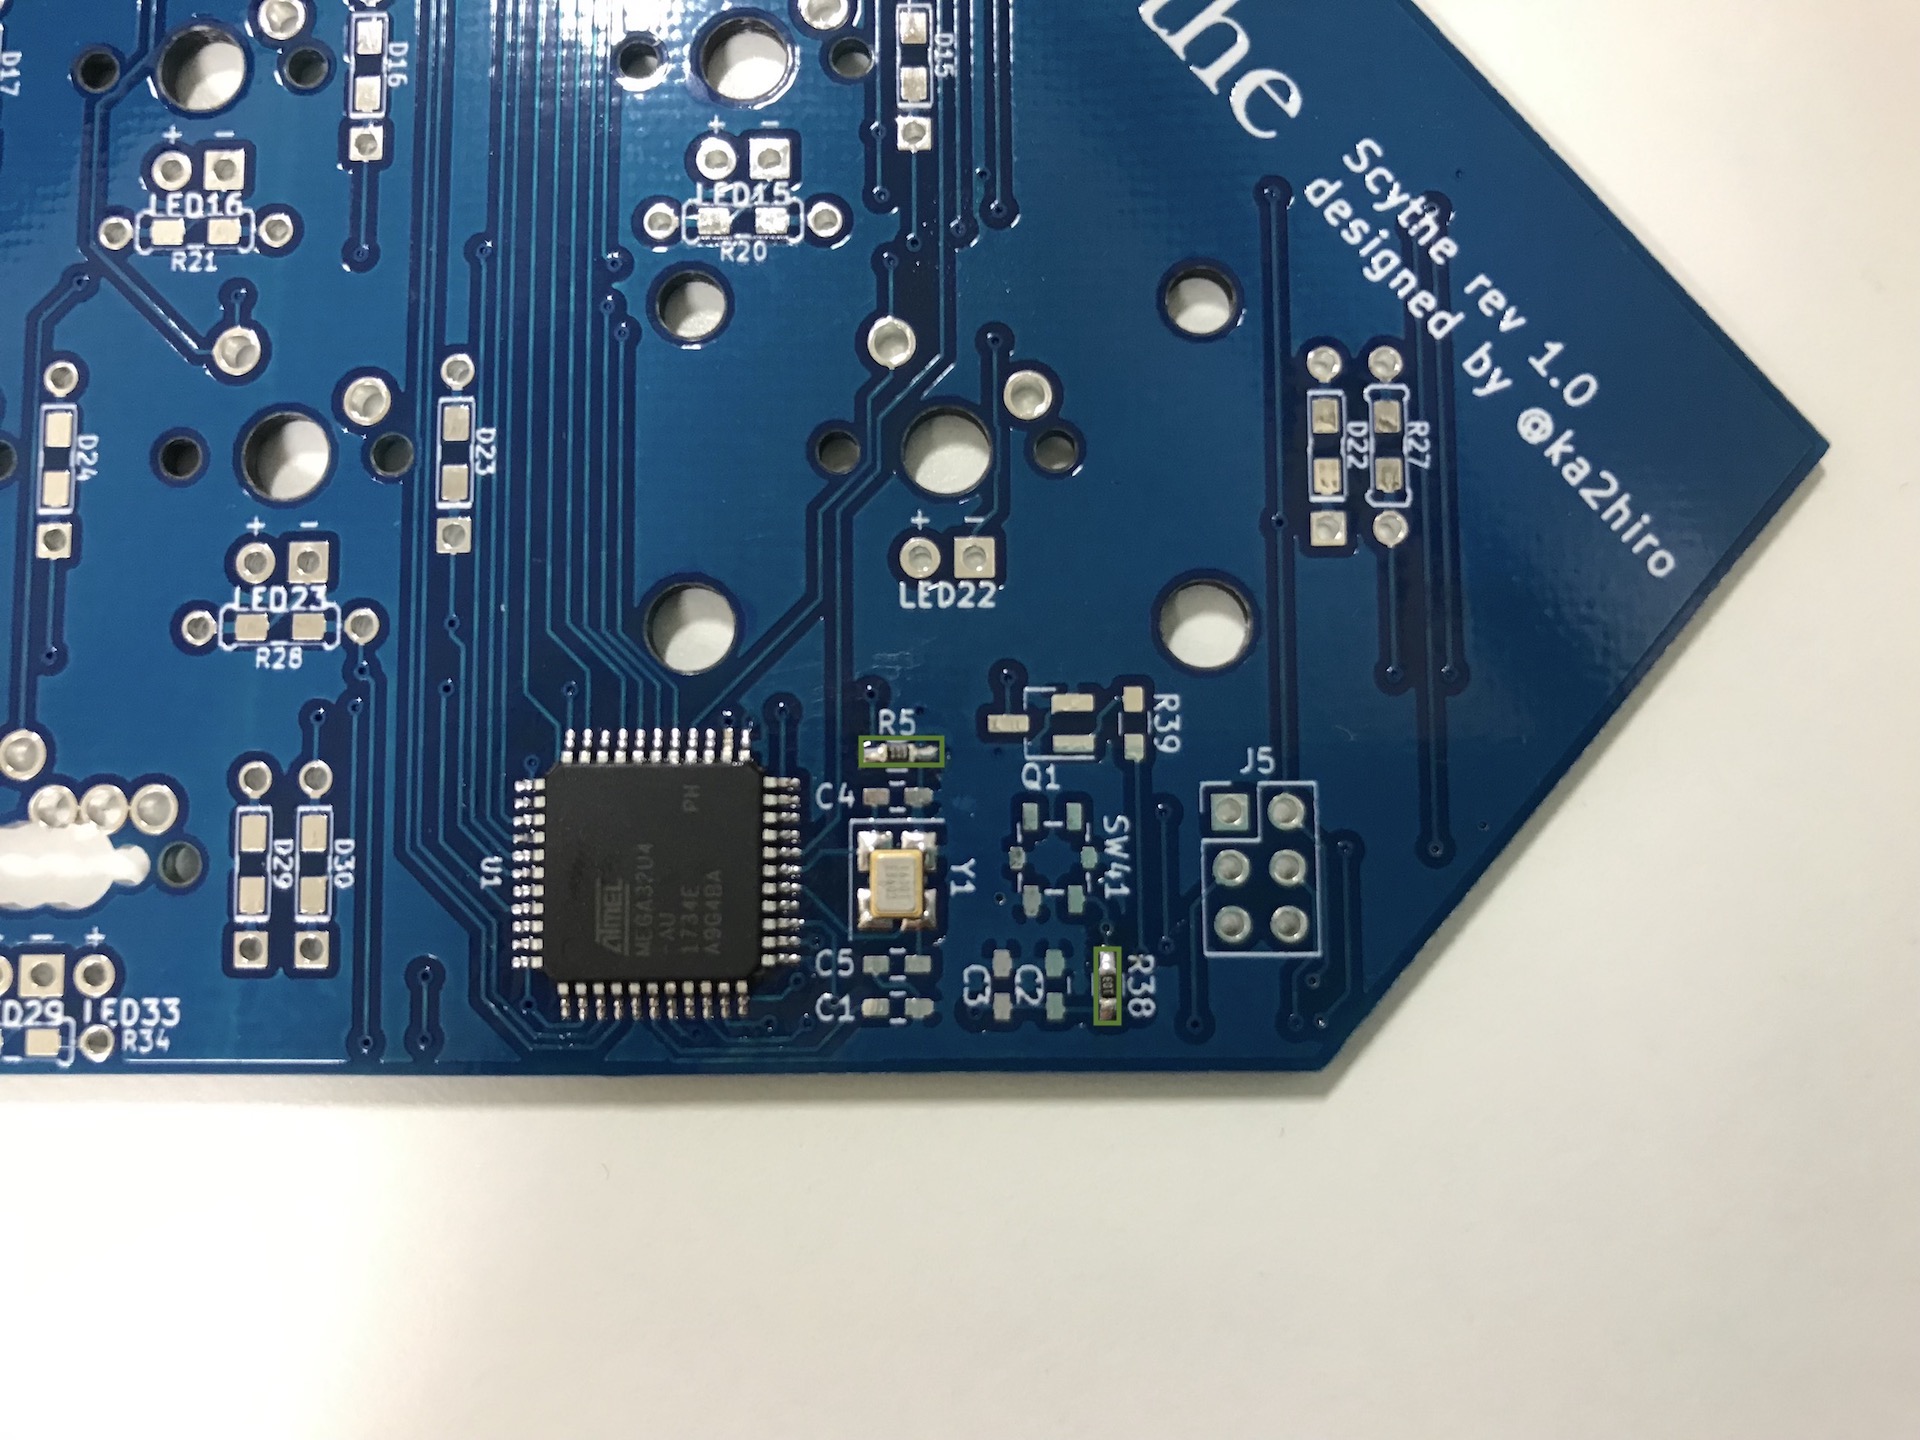 the
Scythe rev 1.0
designed by @ka2hiro
D17
D16
D15
+ -
LED16
R21
+ -
LED15
R20
D24
D23
+ -
LED23
R28
+ -
LED22
D22
R27
R5
C4
Y1
C5
C1
U1
ATMEL
MEGA32U4
-AU
1734E
A9G4BA
PH
Q1
R39
SW41
C3
C2
R38
J5
D29
D30
- +
LED33
R34